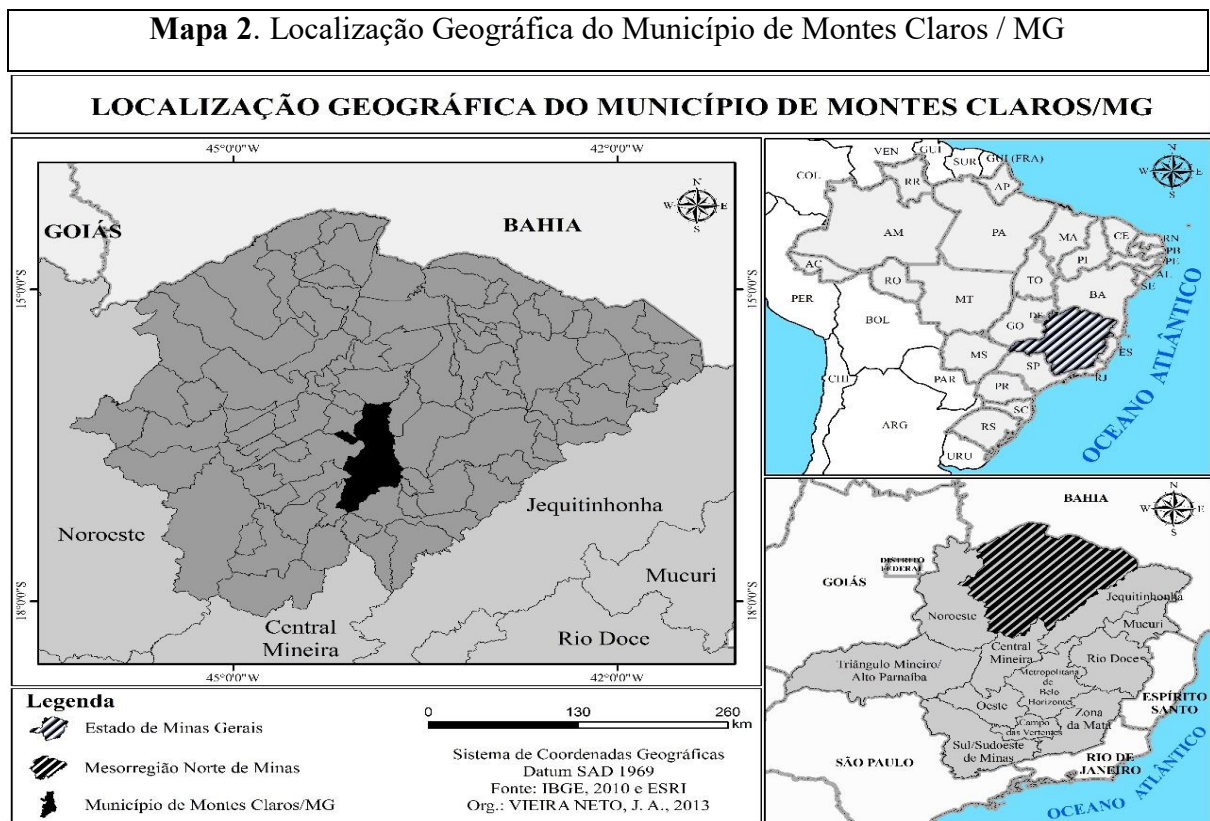 Mapa 2. Localização Geográfica do Município de Montes Claros / MG
LOCALIZAÇÃO GEOGRÁFICA DO MUNICÍPIO DE MONTES CLAROS/MG
45°0'0"W 42°0'0"W
N
W E
S
GOIÁS
BAHIA
15°0'0"S 15°0'0"S
Noroeste
Jequitinhonha
Mucuri
18°0'0"S 18°0'0"S
Central
Mineira
Rio Doce
45°0'0"W 42°0'0"W
VEN GUI SUR GUI (FRA)
COL
RR AP
N
W E
S
AM PA MA CE RN
PB
PI PE
AC AL
RO TO SE
PER MT BA
BOL GO DF
MS ES
SP
CHI PAR RJ
PR
SC
ARG RS
URU
OCEANO ATLÂNTICO
BAHIA
N
W E
S
DISTRITO
FEDERAL
GOIÁS
Noroeste
Jequitinhonha
Mucuri
Central
Mineira
Rio Doce
Triângulo Mineiro/
Alto Parnaíba
Metropolitana
de
Belo
Horizonte
ESPÍRITO
SANTO
Oeste
Zona
da Mata
Campo
das Vertentes
Sul/Sudoeste
de Minas
SÃO PAULO
RIO DE
JANEIRO
OCEANO ATLÂNTICO
Legenda
Estado de Minas Gerais
Mesorregião Norte de Minas
Município de Montes Claros/MG
0 130 260
km
Sistema de Coordenadas Geográficas
Datum SAD 1969
Fonte: IBGE, 2010 e ESRI
Org.: VIEIRA NETO, J. A., 2013